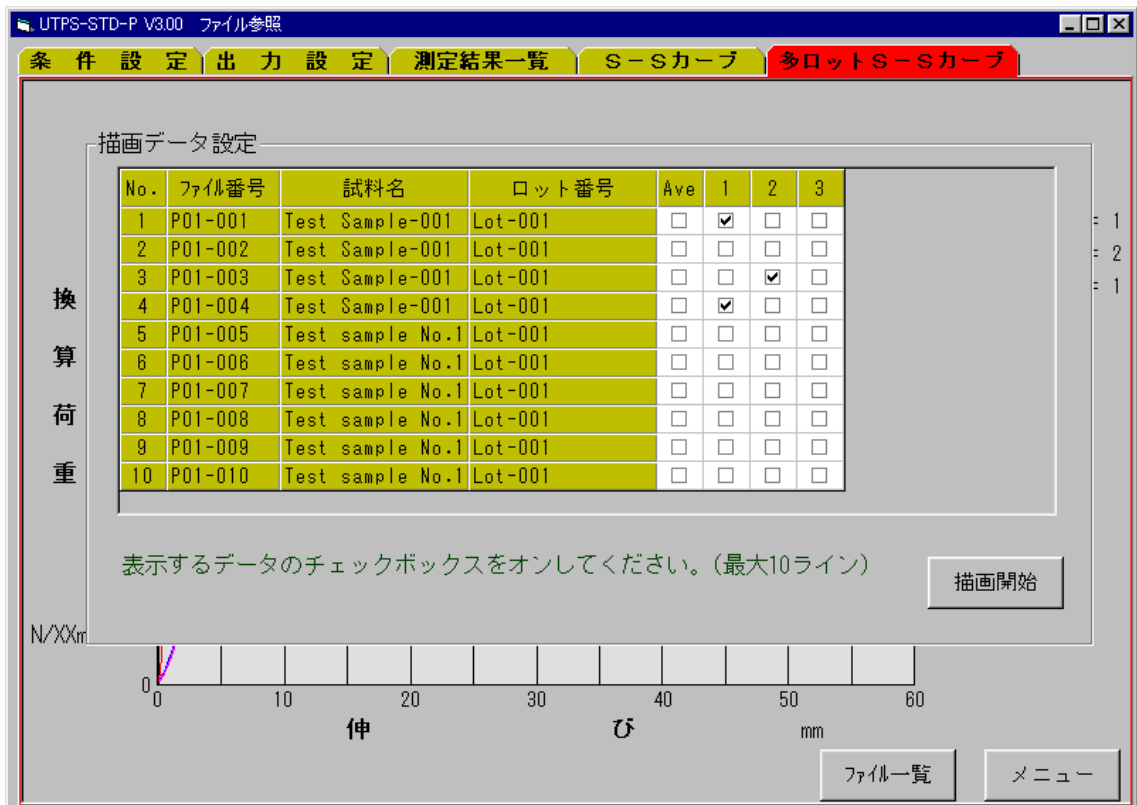 UTPS-STD-P V3.00 ファイル参照
条 件 設 定 出 力 設 定 測定結果一覧 S-Sカーブ 多ロットS-Sカーブ
描画データ設定
No. ファイル番号 試料名 ロット番号 Ave 1 2 3
1 P01-001 Test Sample-001 Lot-001
2 P01-002 Test Sample-001 Lot-001
3 P01-003 Test Sample-001 Lot-001
4 P01-004 Test Sample-001 Lot-001
5 P01-005 Test sample No.1 Lot-001
6 P01-006 Test sample No.1 Lot-001
7 P01-007 Test sample No.1 Lot-001
8 P01-008 Test sample No.1 Lot-001
9 P01-009 Test sample No.1 Lot-001
10 P01-010 Test sample No.1 Lot-001
= 1
= 2
= 1
換
算
荷
重
表示するデータのチェックボックスをオンしてください。(最大10ライン)
描画開始
N/XXm
0
0 10 20 30 40 50 60
伸 び mm
ファイル一覧 メニュー